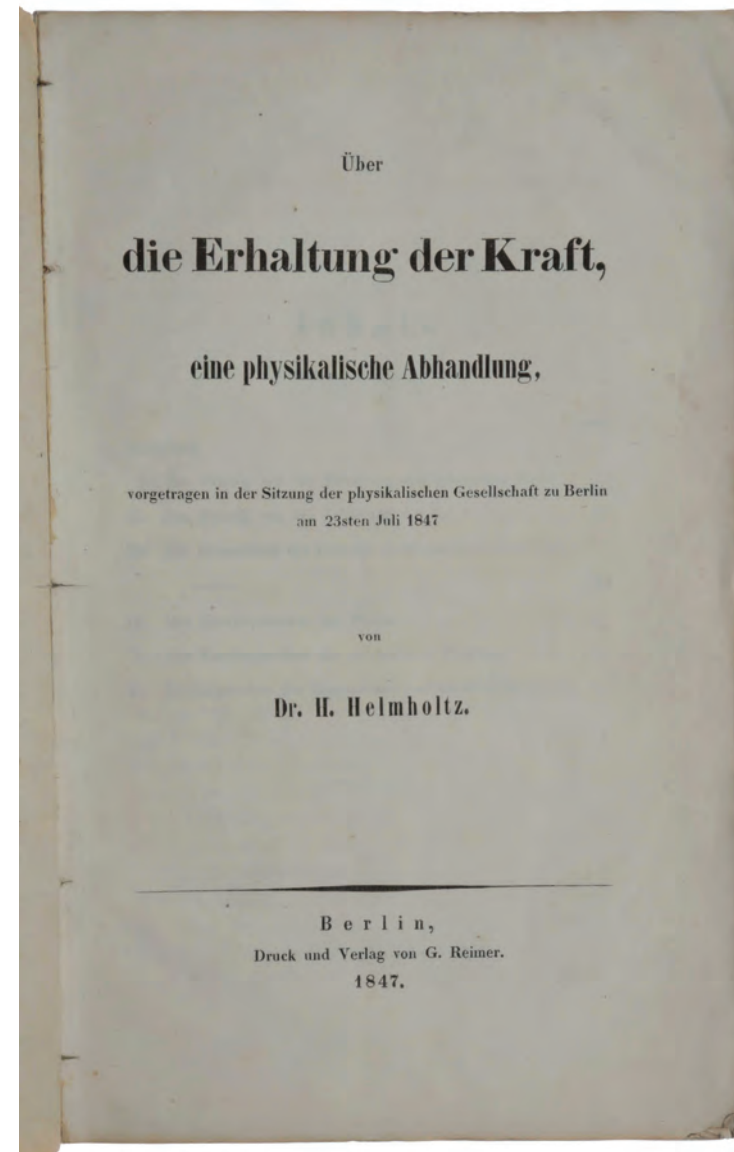 Über
die Erhaltung der Kraft,
eine physikalische Abhandlung,
vorgetragen in der Sitzung der physikalischen Gesellschaft zu Berlin
am 23sten Juli 1847
von
Dr. H. Helmholtz.
Berlin,
Druck und Verlag von G. Reimer.
1847.